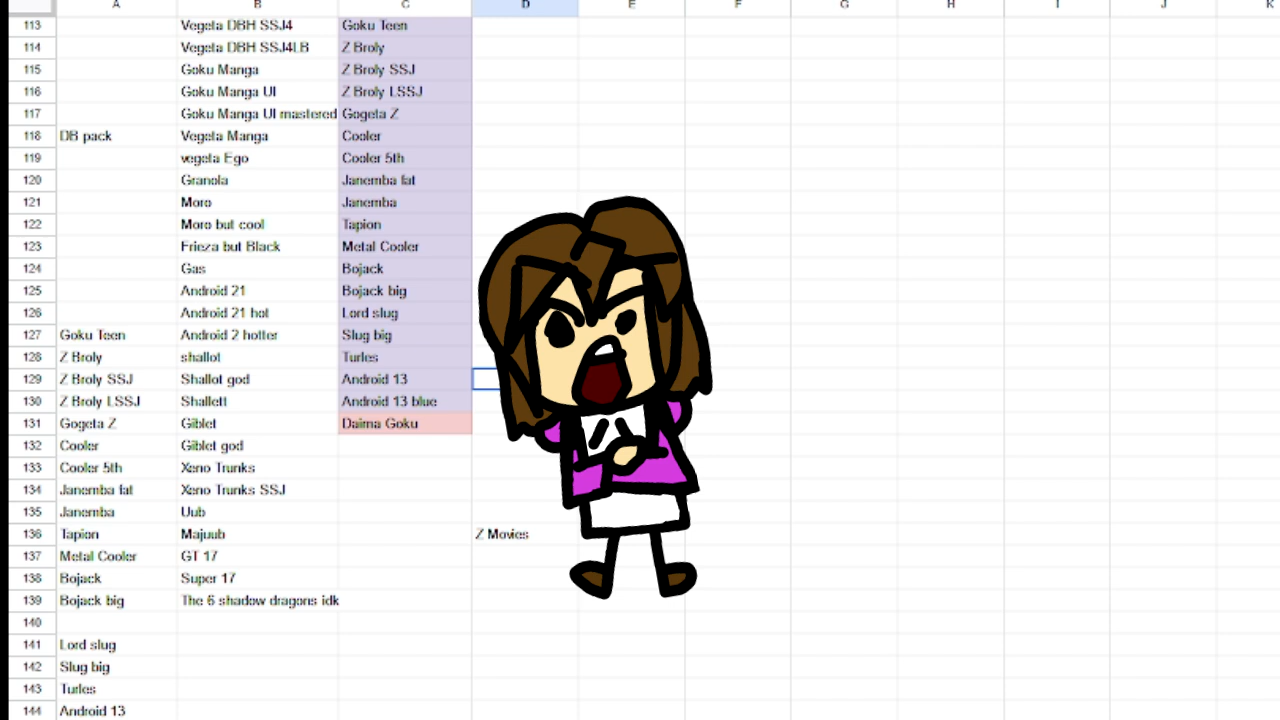 A B C D E F G H I J K
113 Vegeta DBH SSJ4 Goku Teen
114 Vegeta DBH SSJ4LB Z Broly
115 Goku Manga Z Broly SSJ
116 Goku Manga UI Z Broly LSSJ
117 Goku Manga UI mastered Gogeta Z
118 DB pack Vegeta Manga Cooler
119 vegeta Ego Cooler 5th
120 Granola Janemba fat
121 Moro Janemba
122 Moro but cool Tapion
123 Frieza but Black Metal Cooler
124 Gas Bojack
125 Android 21 Bojack big
126 Android 21 hot Lord slug
127 Goku Teen Android 2 hotter Slug big
128 Z Broly shallot Turles
129 Z Broly SSJ Shallot god Android 13
130 Z Broly LSSJ Shallett Android 13 blue
131 Gogeta Z Giblet Daima Goku
132 Cooler Giblet god
133 Cooler 5th Xeno Trunks
134 Janemba fat Xeno Trunks SSJ
135 Janemba Uub
136 Tapion Majuub Z Movies
137 Metal Cooler GT 17
138 Bojack Super 17
139 Bojack big The 6 shadow dragons idk
140
141 Lord slug
142 Slug big
143 Turles
144 Android 13